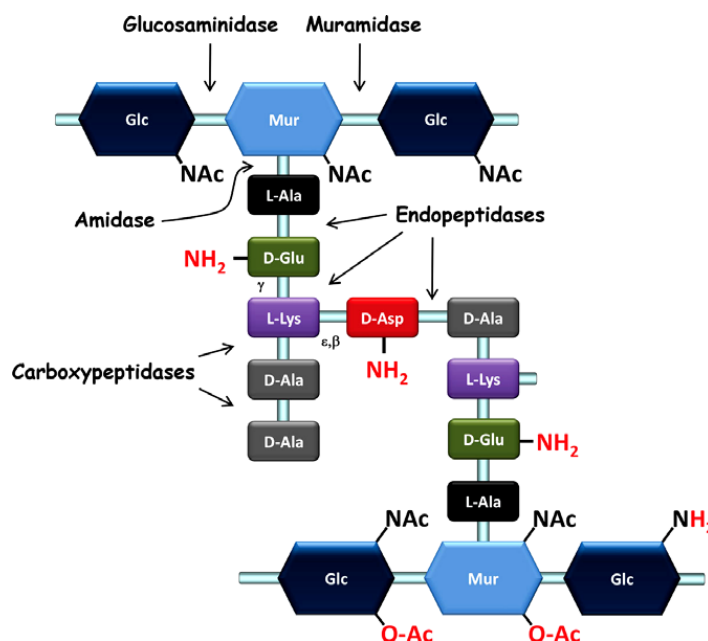 Glucosaminidase Muramidase
Glc Mur Glc
NAc NAc NAc
L-Ala
Amidase Endopeptidases
NH2 D-Glu
γ
L-Lys D-Asp D-Ala
ε,β
NH2
Carboxypeptidases D-Ala L-Lys
D-Ala D-Glu NH2
L-Ala
NAc NAc NH
Glc Mur Glc
O-Ac O-Ac